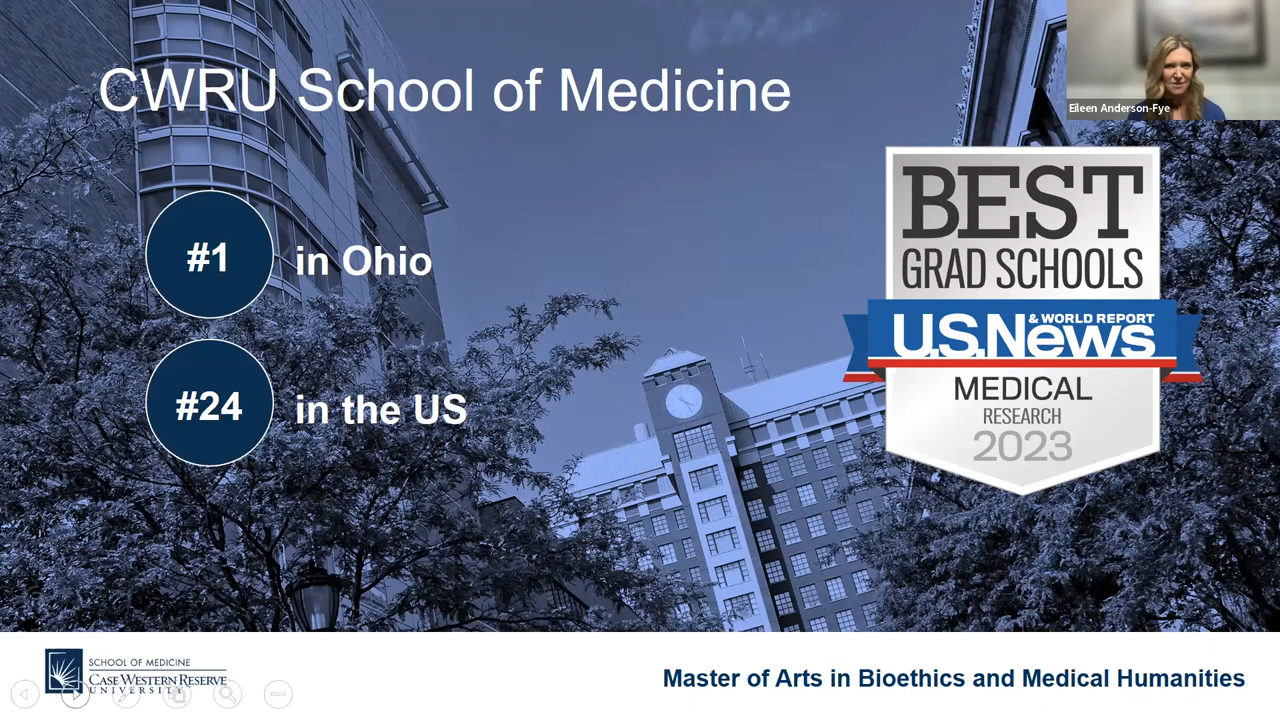 CWRU School of Medicine
Eileen Anderson-Fye
#1
in Ohio
#24
in the US
BEST
GRAD SCHOOLS
U.S.News
& WORLD REPORT
MEDICAL
RESEARCH
2023
SCHOOL OF MEDICINE
CASE WESTERN RESERVE
UNIVERSITY
Master of Arts in Bioethics and Medical Humanities